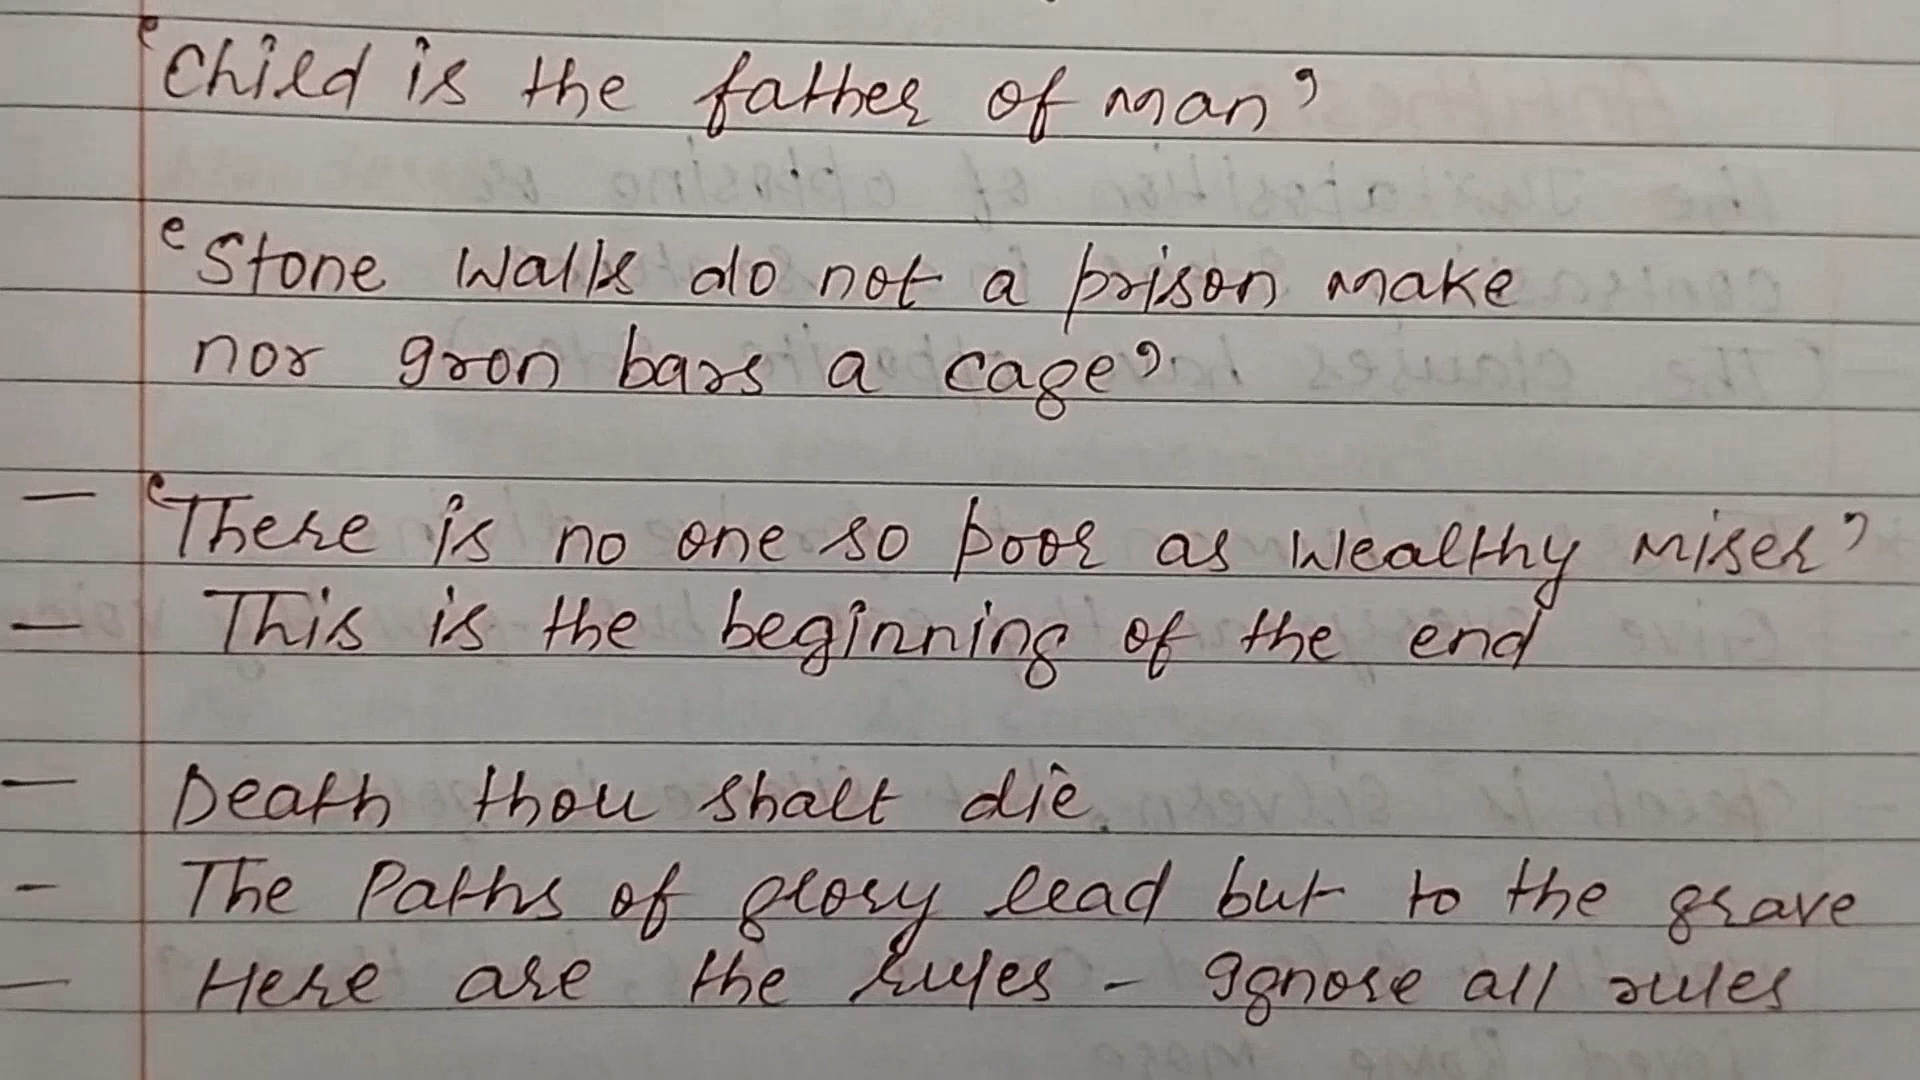 'Child is the father of man'
'Stone Walls do not a prison make
nor Iron bars a cage'
— 'There is no one so poor as Wealthy Miser'
— This is the beginning of the end
— Death thou shalt die.
- The Paths of glory lead but to the grave
— Here are the rules - Ignore all rules